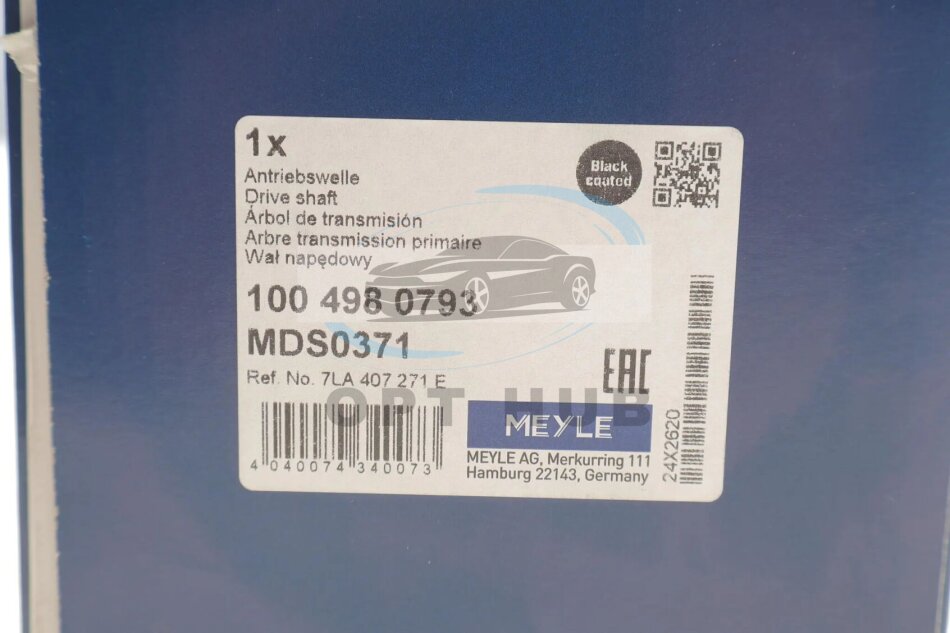 1x
Antriebswelle
Drive shaft
Árbol de transmisión
Arbre transmission primaire
Wał napędowy
Black
coated
100 498 0793
MDS0371
Ref. No. 7LA 407 271 E
EAC
OPT HUB
MEYLE
MEYLE AG, Merkurring 111
Hamburg 22143, Germany
4 040074 340073
24X2620